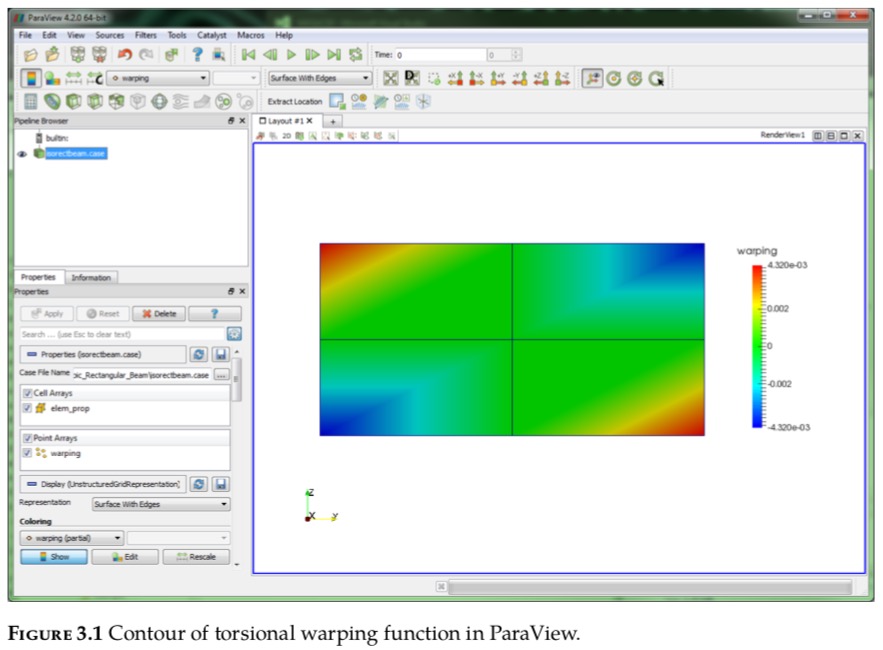 ParaView 4.2.0 64-bit
File Edit View Sources Filters Tools Catalyst Macros Help
Time: 0 0
warping Surface With Edges
Extract Location
Pipeline Browser
Layout #1
builtin:
2D RenderView1
isorectbeam.case
Properties Information
Properties
Apply Reset Delete ?
Search ... (use Esc to clear text)
Properties (isorectbeam.case)
Case File Name ic_Rectangular_Beam\isorectbeam.case ...
Cell Arrays
elem_prop
Point Arrays
warping
Display (UnstructuredGridRepresentation)
Representation Surface With Edges
Coloring
warping (partial)
Show Edit Rescale
warping
4.320e-03
0.002
0
-0.002
-4.320e-03
Z
X Y
FIGURE 3.1 Contour of torsional warping function in ParaView.